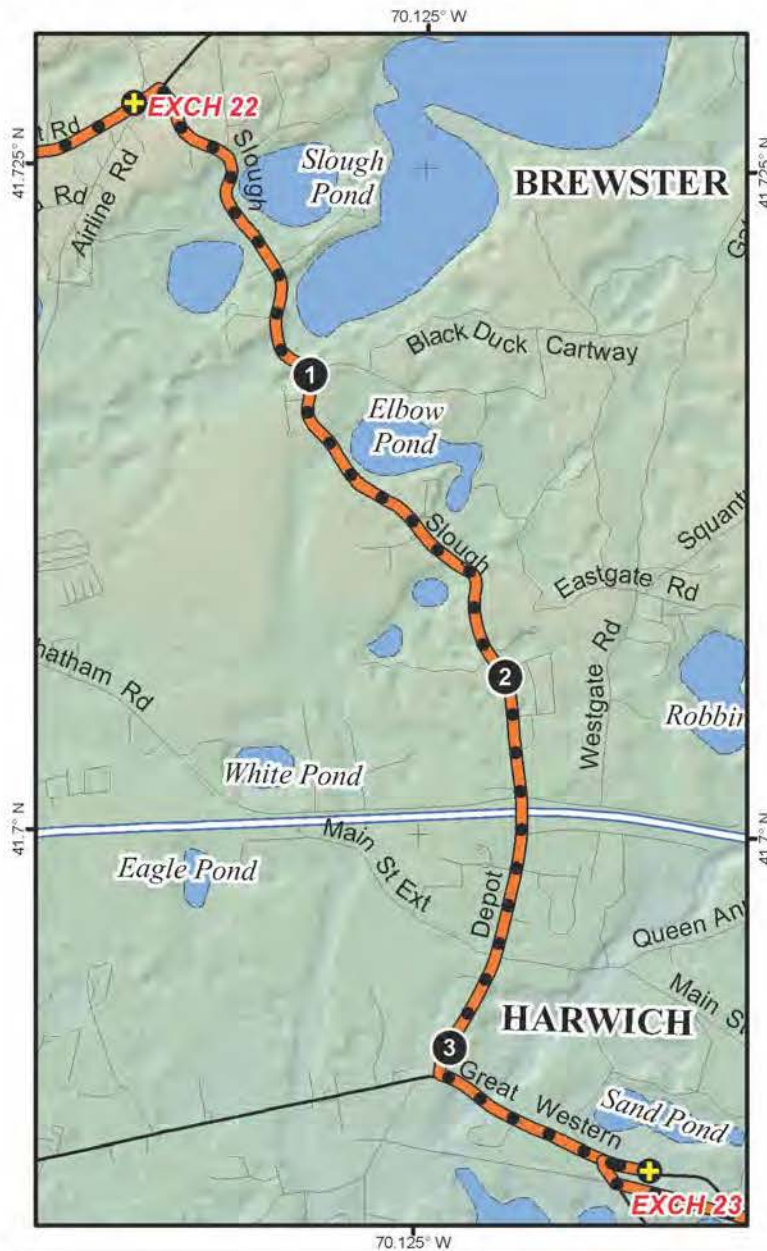 70.125° W
EXCH 22
t Rd
41.725° N
41.725° N
Slough
Slough
Pond
BREWSTER
Rd
Airline Rd
Black Duck Cartway
1
Elbow
Pond
Slough
Squant
Eastgate Rd
hatham Rd
2
Westgate Rd
Robbin
White Pond
41.7° N
41.7° N
Main St Ext
Eagle Pond
Depot
Queen Ann
Main St
HARWICH
3
Great Western
Sand Pond
EXCH 23
70.125° W